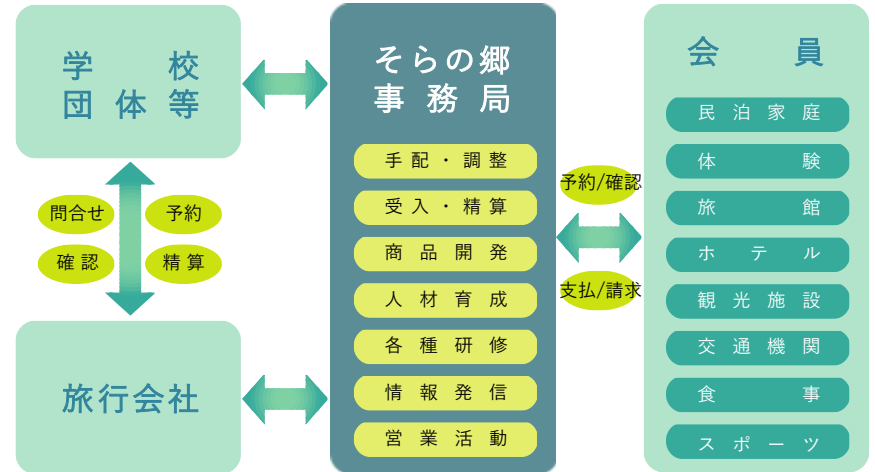 学校
団体等
問合せ
予約
確認
精算
旅行会社
そらの郷
事務局
手配・調整
受入・精算
商品開発
人材育成
各種研修
情報発信
営業活動
予約/確認
支払/請求
会員
民泊家庭
体験
旅館
ホテル
観光施設
交通機関
食事
スポーツ